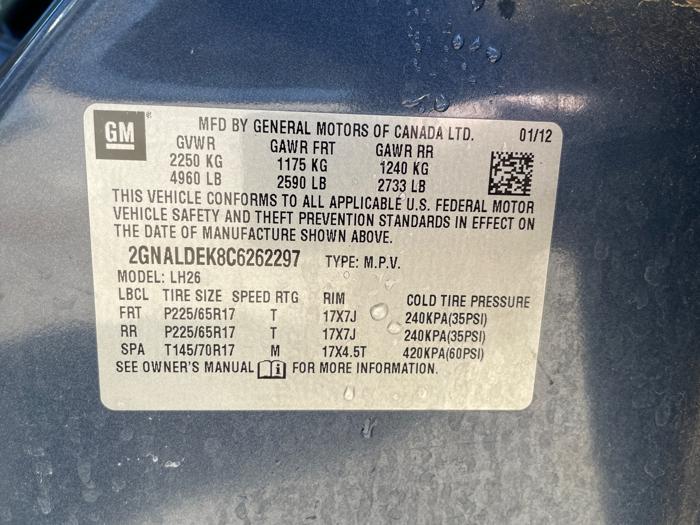 GM ® MFD BY GENERAL MOTORS OF CANADA LTD. 01/12
GVWR GAWR FRT GAWR RR
2250 KG 1175 KG 1240 KG
4960 LB 2590 LB 2733 LB
THIS VEHICLE CONFORMS TO ALL APPLICABLE U.S. FEDERAL MOTOR
VEHICLE SAFETY AND THEFT PREVENTION STANDARDS IN EFFECT ON
THE DATE OF MANUFACTURE SHOWN ABOVE.
2GNALDEK8C6262297 TYPE: M.P.V.
MODEL: LH26
LBCL TIRE SIZE SPEED RTG RIM COLD TIRE PRESSURE
FRT P225/65R17 T 17X7J 240KPA(35PSI)
RR P225/65R17 T 17X7J 240KPA(35PSI)
SPA T145/70R17 M 17X4.5T 420KPA(60PSI)
SEE OWNER'S MANUAL FOR MORE INFORMATION.